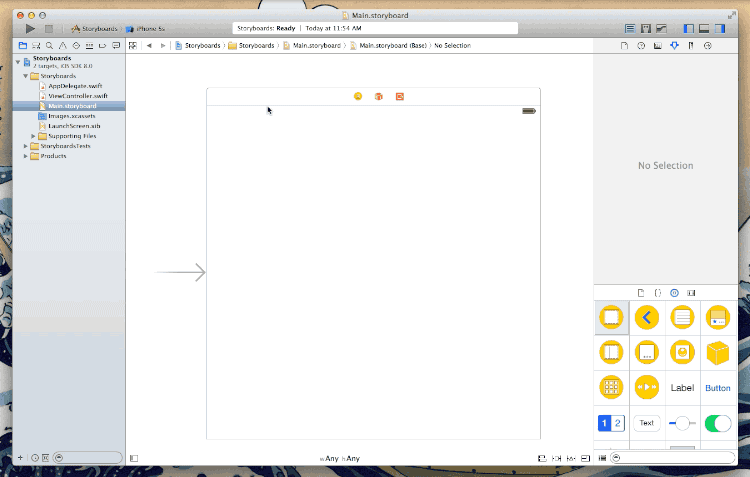 Main.storyboard
Storyboards
iPhone 5s
Storyboards: Ready | Today at 11:54 AM
Storyboards
Storyboards
Main.storyboard
Main.storyboard (Base)
No Selection
Storyboards
2 targets, iOS SDK 8.0
Storyboards
AppDelegate.swift
ViewController.swift
Main.storyboard
Images.xcassets
LaunchScreen.xib
Supporting Files
StoryboardsTests
Products
No Selection
Label
Button
1 2
Text
wAny hAny